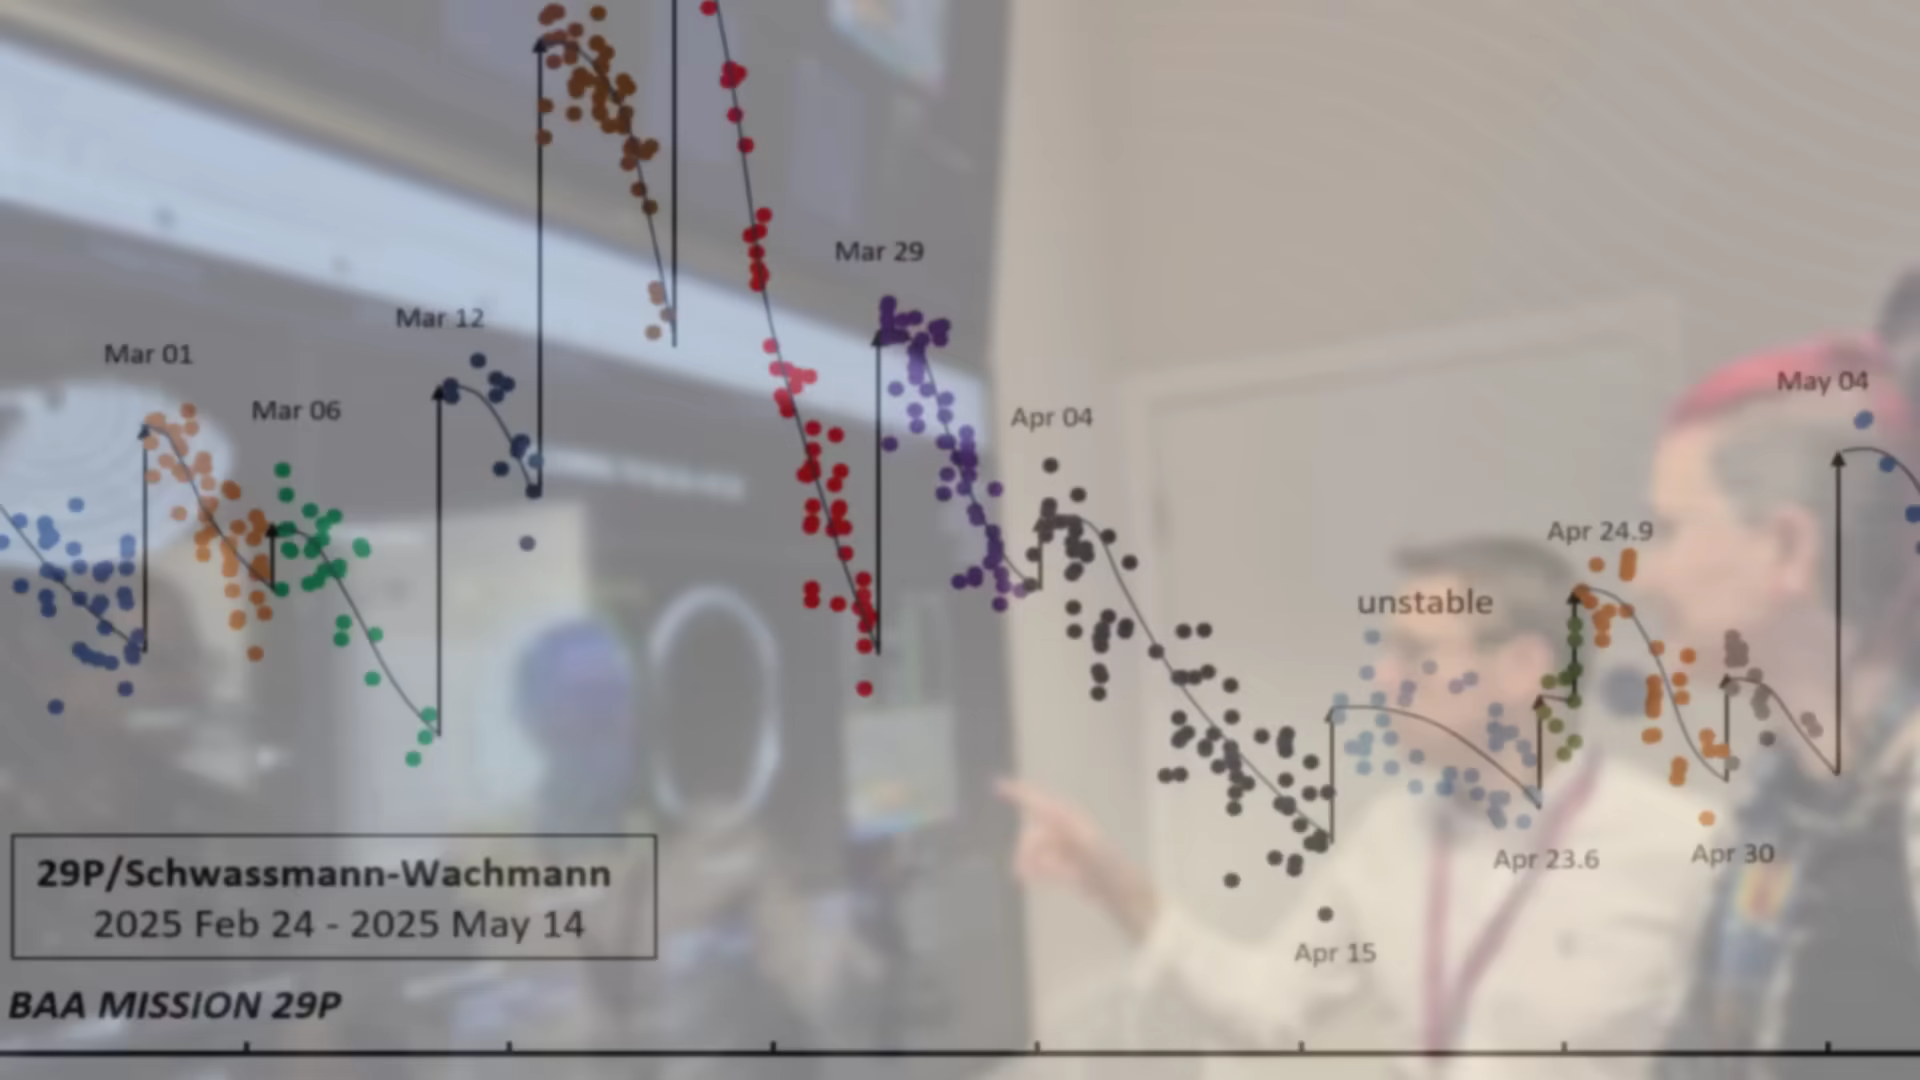 Mar 29
Mar 12
Mar 01
Mar 06
May 04
Apr 04
Apr 24.9
unstable
Apr 23.6
Apr 30
29P/Schwassmann-Wachmann
2025 Feb 24 - 2025 May 14
Apr 15
BAA MISSION 29P